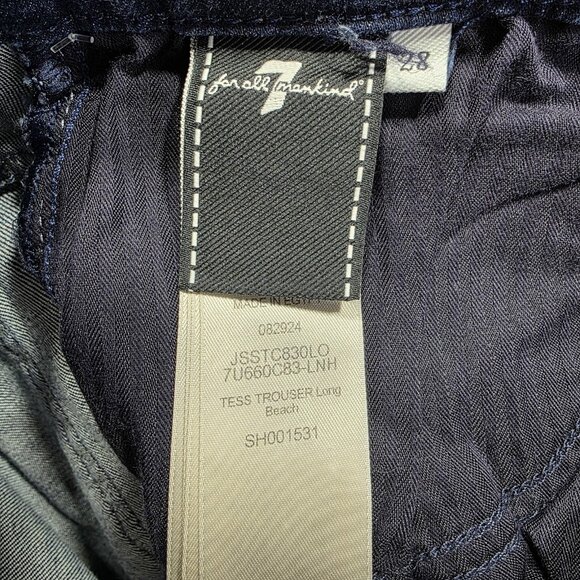 7
for all mankind®
28
MADE IN EGYPT
082924
JSSTC830LO
7U660C83-LNH
TESS TROUSER Long
Beach
SH001531